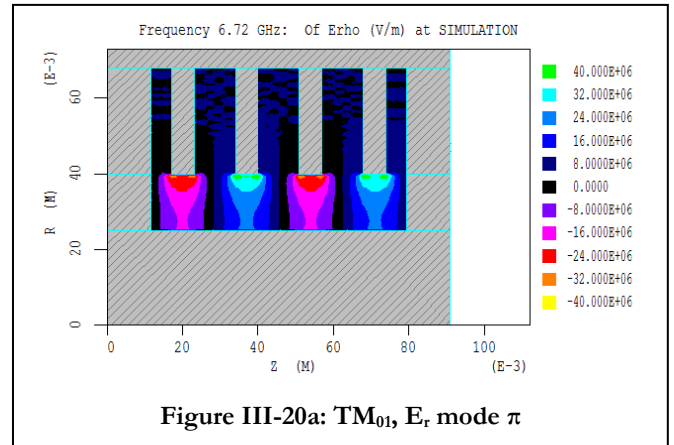 Frequency 6.72 GHz: Of Erho (V/m) at SIMULATION
(E-3)
60
40
R (M)
20
0
0 20 40 60 80 100
Z (M) (E-3)
40.000E+06
32.000E+06
24.000E+06
16.000E+06
8.0000E+06
0.0000
-8.0000E+06
-16.000E+06
-24.000E+06
-32.000E+06
-40.000E+06
Figure III-20a: TM₀₁, Eᵣ mode π